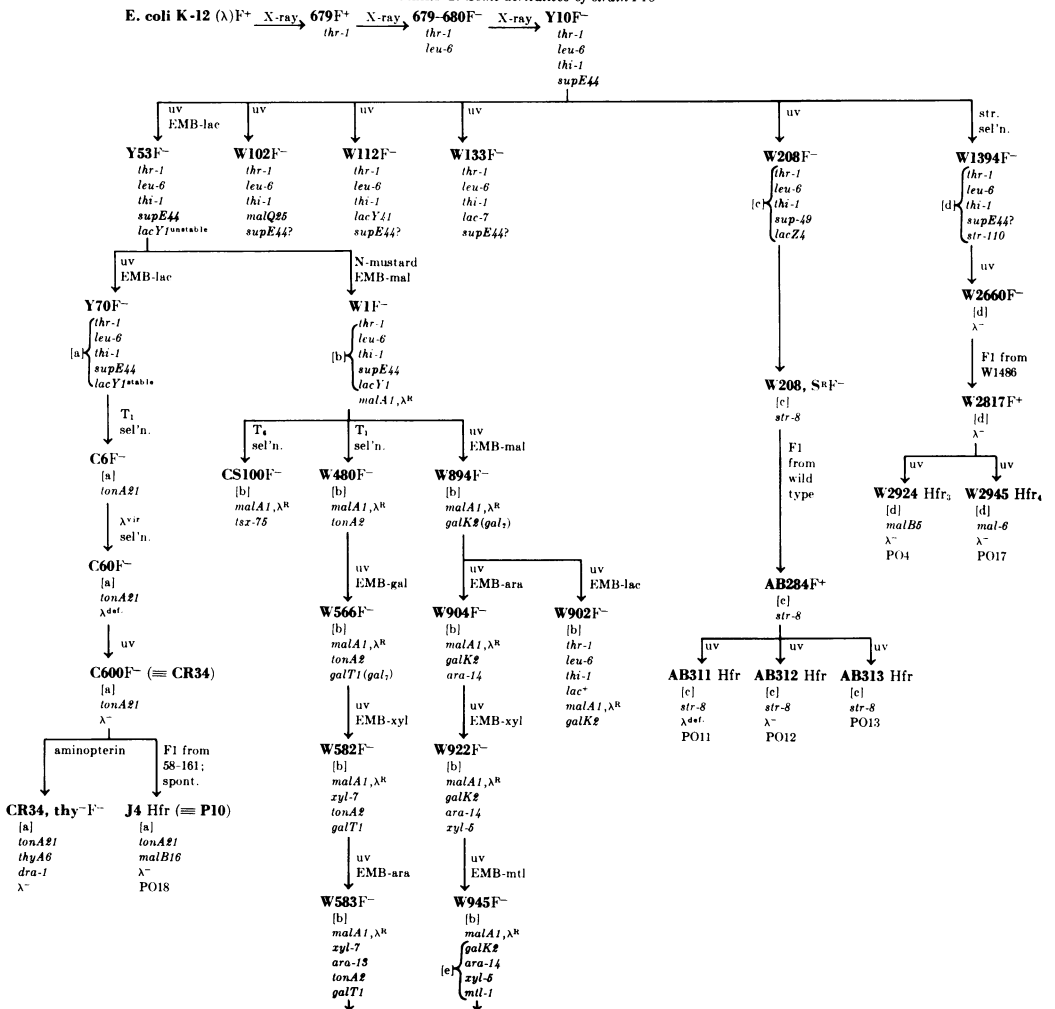 E. coli K-12 (λ)F⁺ X-ray 679F⁺ X-ray 679–680F⁻ X-ray Y10F⁻
thr-1
thr-1
leu-6
thr-1
leu-6
thi-1
supE44
uv
EMB-lac
uv
uv
uv
uv
str.
sel'n.
Y53F⁻
thr-1
leu-6
thi-1
supE44
lacY1ᵘⁿˢᵗᵃᵇˡᵉ
W102F⁻
thr-1
leu-6
thi-1
malQ25
supE44?
W112F⁻
thr-1
leu-6
thi-1
lacY41
supE44?
W133F⁻
thr-1
leu-6
thi-1
lac-7
supE44?
W208F⁻
thr-1
leu-6
[c] thi-1
sup-49
lacZ4
W1394F⁻
thr-1
leu-6
[d] thi-1
supE44?
str-110
uv
EMB-lac
N-mustard
EMB-mal
uv
Y70F⁻
thr-1
leu-6
[a] thi-1
supE44
lacY1ˢᵗᵃᵇˡᵉ
W1F⁻
thr-1
leu-6
[b] thi-1
supE44
lacY1
malA1,λᴿ
W2660F⁻
[d]
λ⁻
F1 from
W1486
W208, SᴿF⁻
[c]
str-8
W2817F⁺
[d]
λ⁻
T₁
sel'n.
T₆
sel'n.
T₁
sel'n.
uv
EMB-mal
F1
from
wild
type
uv
uv
C6F⁻
[a]
tonA21
CS100F⁻
[b]
malA1,λᴿ
tsx-75
W480F⁻
[b]
malA1,λᴿ
tonA2
W894F⁻
[b]
malA1,λᴿ
galK2(gal₂)
W2924 Hfr₃
[d]
malB5
λ⁻
PO4
W2945 Hfr₄
[d]
mal-6
λ⁻
PO17
λᵛⁱʳ
sel'n.
C60F⁻
[a]
tonA21
λᵈᵉᶠ·
uv
EMB-gal
uv
EMB-ara
uv
EMB-lac
AB284F⁺
[c]
str-8
W566F⁻
[b]
malA1,λᴿ
tonA2
galT1(gal₁)
W904F⁻
[b]
malA1,λᴿ
galK2
ara-14
W902F⁻
[b]
thr-1
leu-6
thi-1
lac⁺
malA1,λᴿ
galK2
uv
uv
uv
uv
C600F⁻ (≡ CR34)
[a]
tonA21
λ⁻
AB311 Hfr
[c]
str-8
λᵈᵉᶠ·
PO11
AB312 Hfr
[c]
str-8
λ⁻
PO12
AB313 Hfr
[c]
str-8
PO13
uv
EMB-xyl
uv
EMB-xyl
aminopterin
F1 from
58-161;
spont.
W582F⁻
[b]
malA1,λᴿ
xyl-7
tonA2
galT1
W922F⁻
[b]
malA1,λᴿ
galK2
ara-14
xyl-5
CR34, thy⁻F⁻
[a]
tonA21
thyA6
dra-1
λ⁻
J4 Hfr (≡ P10)
[a]
tonA21
malB16
λ⁻
PO18
uv
EMB-ara
uv
EMB-mtl
W583F⁻
[b]
malA1,λᴿ
xyl-7
ara-13
tonA2
galT1
W945F⁻
[b]
malA1,λᴿ
galK2
[e] ara-14
xyl-5
mtl-1